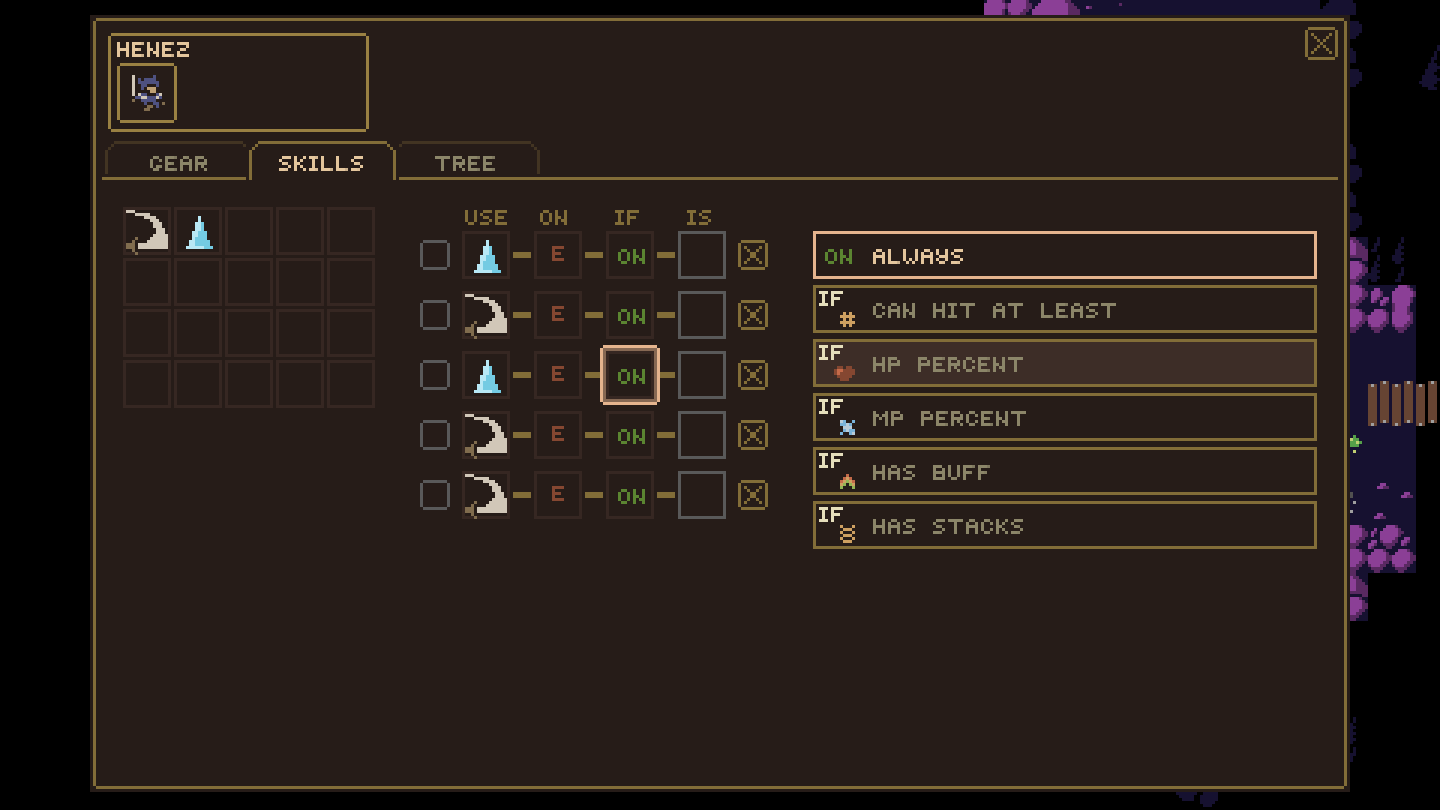 HENEZ
GEAR SKILLS TREE
USE ON IF IS
E ON
E ON
E ON
E ON
E ON
ON ALWAYS
IF CAN HIT AT LEAST
IF HP PERCENT
IF MP PERCENT
IF HAS BUFF
IF HAS STACKS